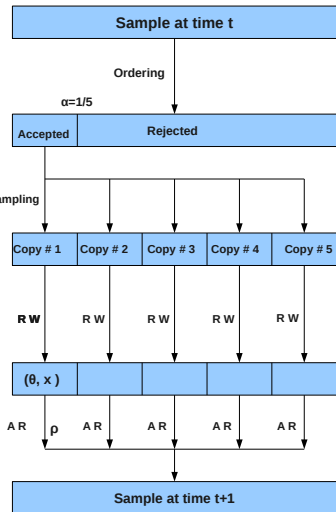 Sample at time t
Ordering
α=1/5
Accepted Rejected
Copy # 1 Copy # 2 Copy # 3 Copy # 4 Copy # 5
R W R W R W R W R W
(θ, x )
A R ρ A R A R A R A R
Sample at time t+1